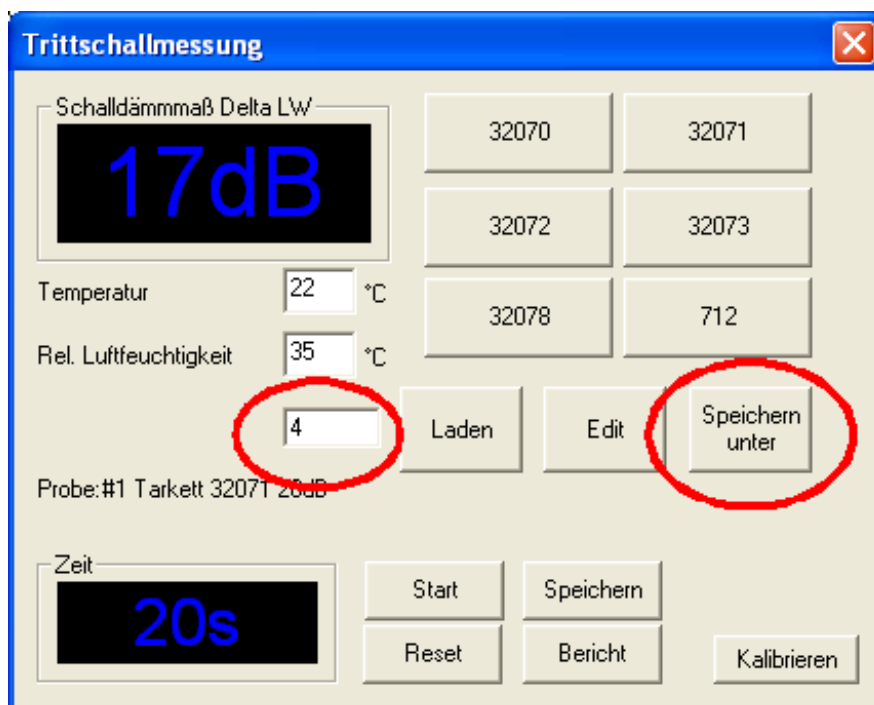 Trittschallmessung
Schalldämmmaß Delta LW
17dB
32070
32071
32072
32073
32078
712
Temperatur
22
°C
Rel. Luftfeuchtigkeit
35
°C
4
Laden
Edit
Speichern
unter
Probe:#1 Tarkett 32071 20dB
Zeit
20s
Start
Speichern
Reset
Bericht
Kalibrieren